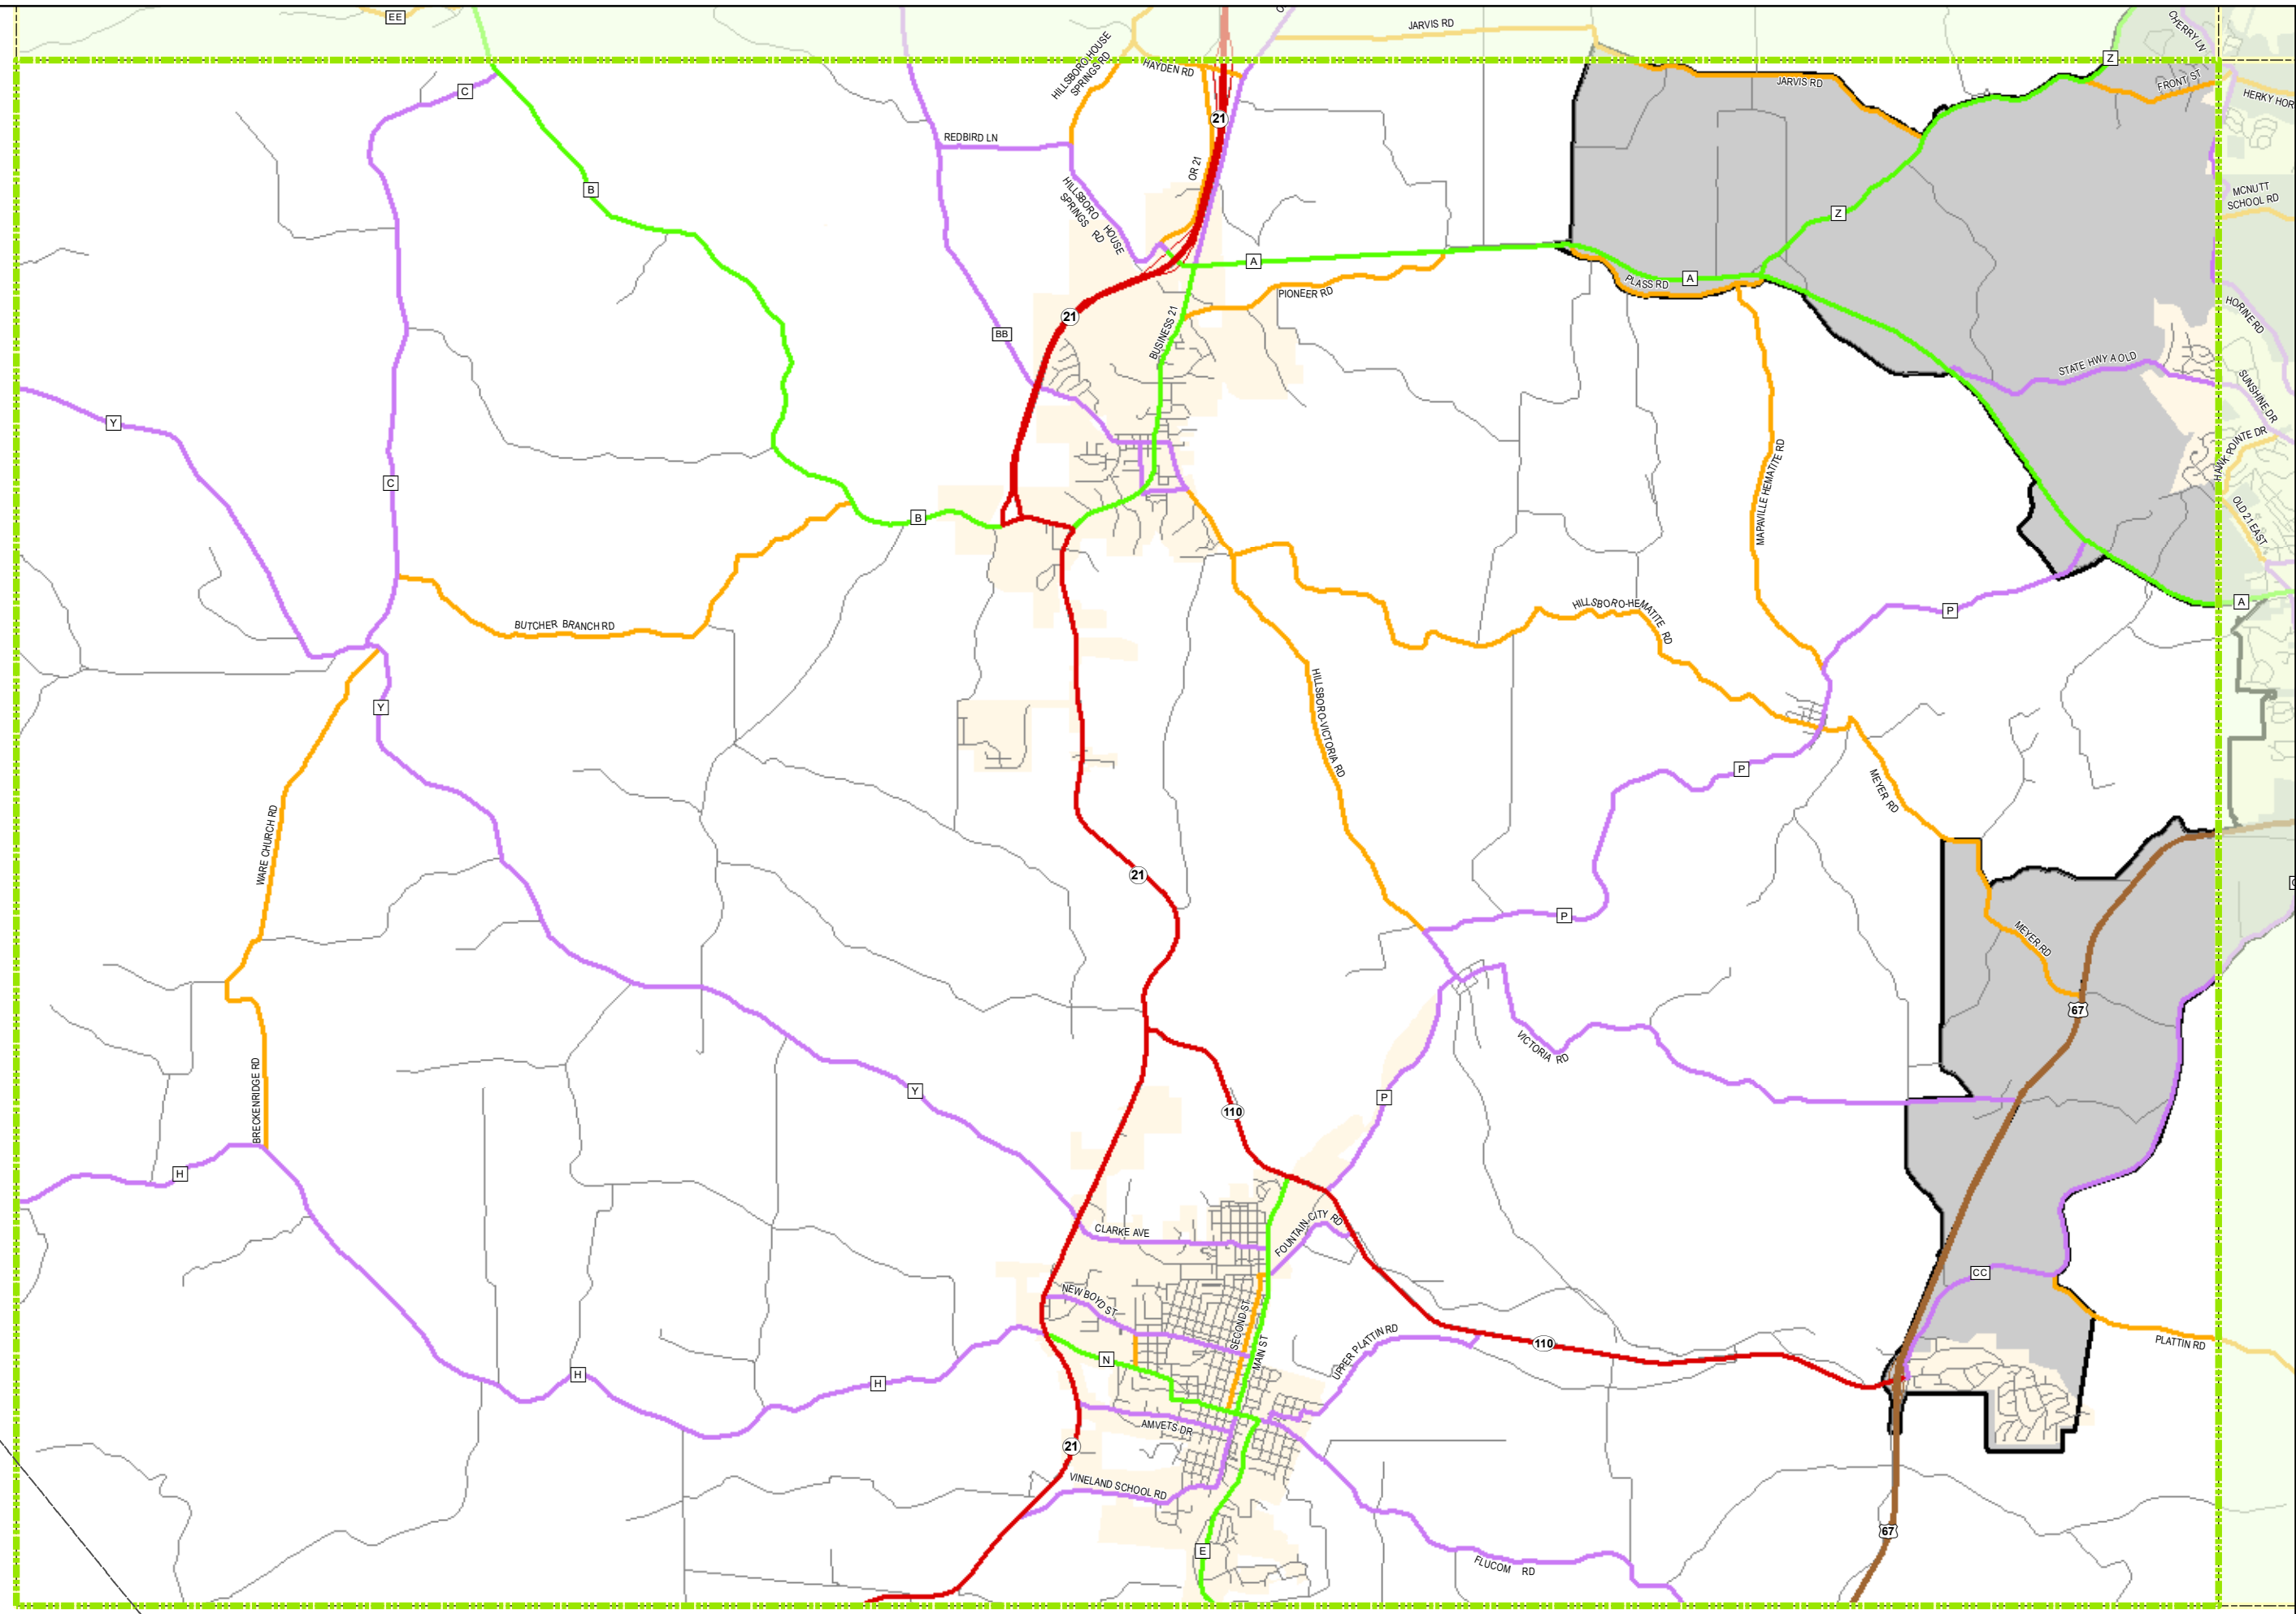 EE
JARVIS RD
CHERRY LN
Z
HILLSBORO-HOUSE
SPRINGS RD
HAYDEN RD
JARVIS RD
FRONT ST
C
HERKY HOR
21
REDBIRD LN
OR 21
B
MCNUTT
SCHOOL RD
HILLSBORO HOUSE
SPRINGS RD
Z
A
PLASS RD
A
PIONEER RD
HORINE RD
21
BUSINESS 21
BB
STATE HWY A OLD
SUNSHINE DR
Y
HAWK POINTE DR
MAPAVILLE HEMATITE RD
C
B
OLD 21 EAST
A
HILLSBORO-HEMATITE RD
P
BUTCHER BRANCH RD
Y
HILLSBORO-VICTORIA RD
P
MEYER RD
WARE CHURCH RD
21
P
MEYER RD
67
VICTORIA RD
Y
P
110
BRECKENRIDGE RD
H
CLARKE AVE
FOUNTAIN CITY RD
CC
NEW BOYD ST
SECOND ST
MAIN ST
UPPER PLATTIN RD
110
PLATTIN RD
N
H
H
AMVETS DR
21
VINELAND SCHOOL RD
67
E
FLUCOM RD